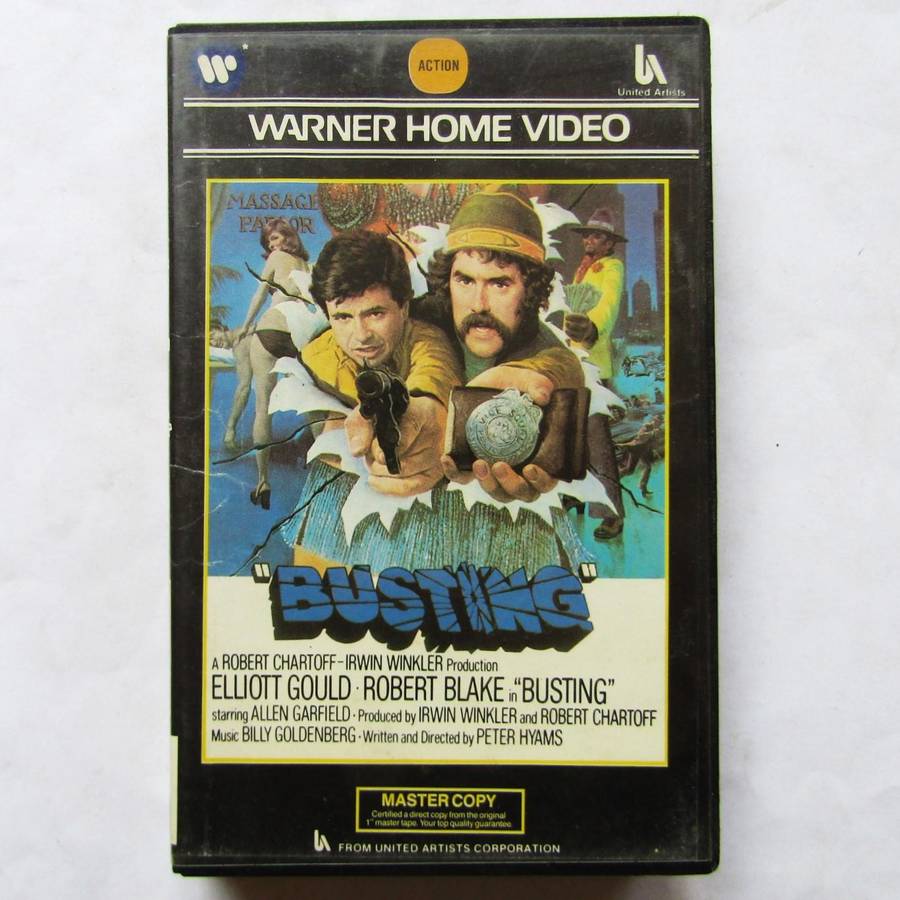 ACTION
United Artists
WARNER HOME VIDEO
MASSAGE
PARLOR
VICE SQUAD
"BUSTING"
A ROBERT CHARTOFF-IRWIN WINKLER Production
ELLIOTT GOULD · ROBERT BLAKE in "BUSTING"
starring ALLEN GARFIELD · Produced by IRWIN WINKLER and ROBERT CHARTOFF
Music BILLY GOLDENBERG · Written and Directed by PETER HYAMS
MASTER COPY
Certified a direct copy from the original
1" master tape. Your top quality guarantee.
FROM UNITED ARTISTS CORPORATION